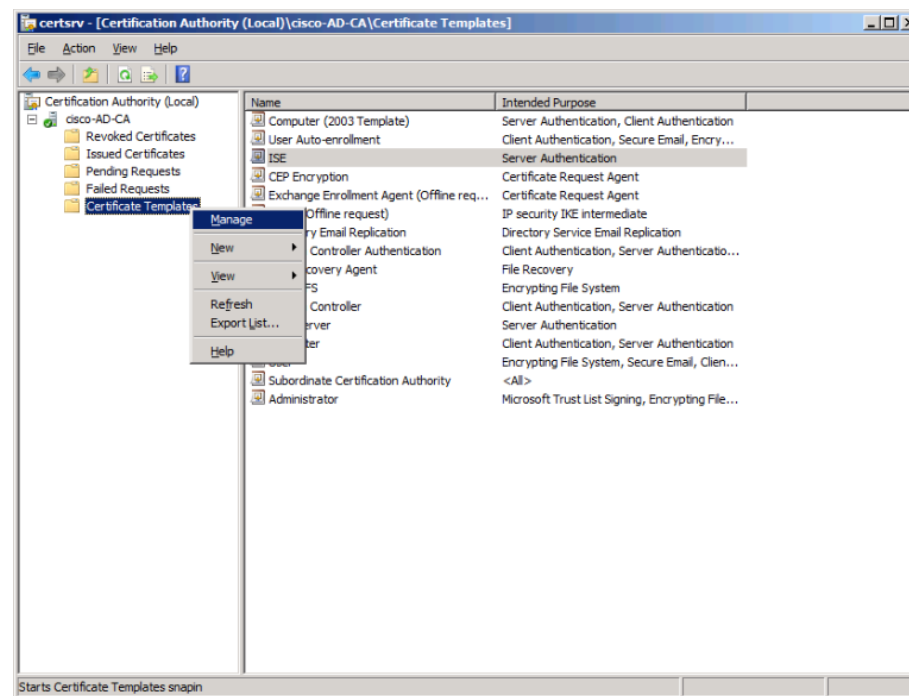 certsrv - [Certification Authority (Local)\cisco-AD-CA\Certificate Templates]
File Action View Help
Certification Authority (Local)
cisco-AD-CA
Revoked Certificates
Issued Certificates
Pending Requests
Failed Requests
Certificate Templates
Manage
New
View
Refresh
Export List...
Help
Name Intended Purpose
Computer (2003 Template) Server Authentication, Client Authentication
User Auto-enrollment Client Authentication, Secure Email, Encry...
ISE Server Authentication
CEP Encryption Certificate Request Agent
Exchange Enrollment Agent (Offline req... Certificate Request Agent
Offline request) IP security IKE intermediate
ry Email Replication Directory Service Email Replication
Controller Authentication Client Authentication, Server Authenticatio...
covery Agent File Recovery
FS Encrypting File System
Controller Client Authentication, Server Authentication
erver Server Authentication
ter Client Authentication, Server Authentication
User Encrypting File System, Secure Email, Clien...
Subordinate Certification Authority <All>
Administrator Microsoft Trust List Signing, Encrypting File...
Starts Certificate Templates snapin